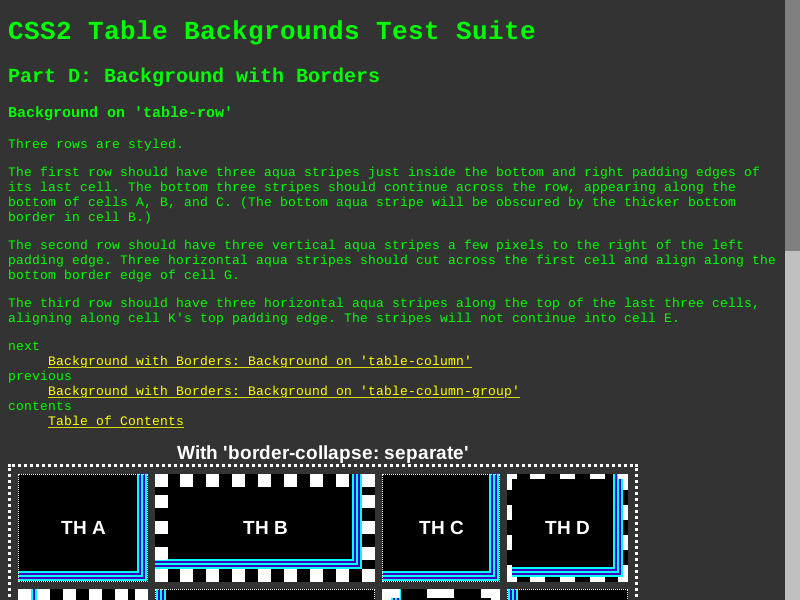 CSS2 Table Backgrounds Test Suite
Part D: Background with Borders
Background on 'table-row'
Three rows are styled.
The first row should have three aqua stripes just inside the bottom and right padding edges of
its last cell. The bottom three stripes should continue across the row, appearing along the
bottom of cells A, B, and C. (The bottom aqua stripe will be obscured by the thicker bottom
border in cell B.)
The second row should have three vertical aqua stripes a few pixels to the right of the left
padding edge. Three horizontal aqua stripes should cut across the first cell and align along the
bottom border edge of cell G.
The third row should have three horizontal aqua stripes along the top of the last three cells,
aligning along cell K's top padding edge. The stripes will not continue into cell E.
next
Background with Borders: Background on 'table-column'
previous
Background with Borders: Background on 'table-column-group'
contents
Table of Contents
With 'border-collapse: separate'
TH A TH B TH C TH D